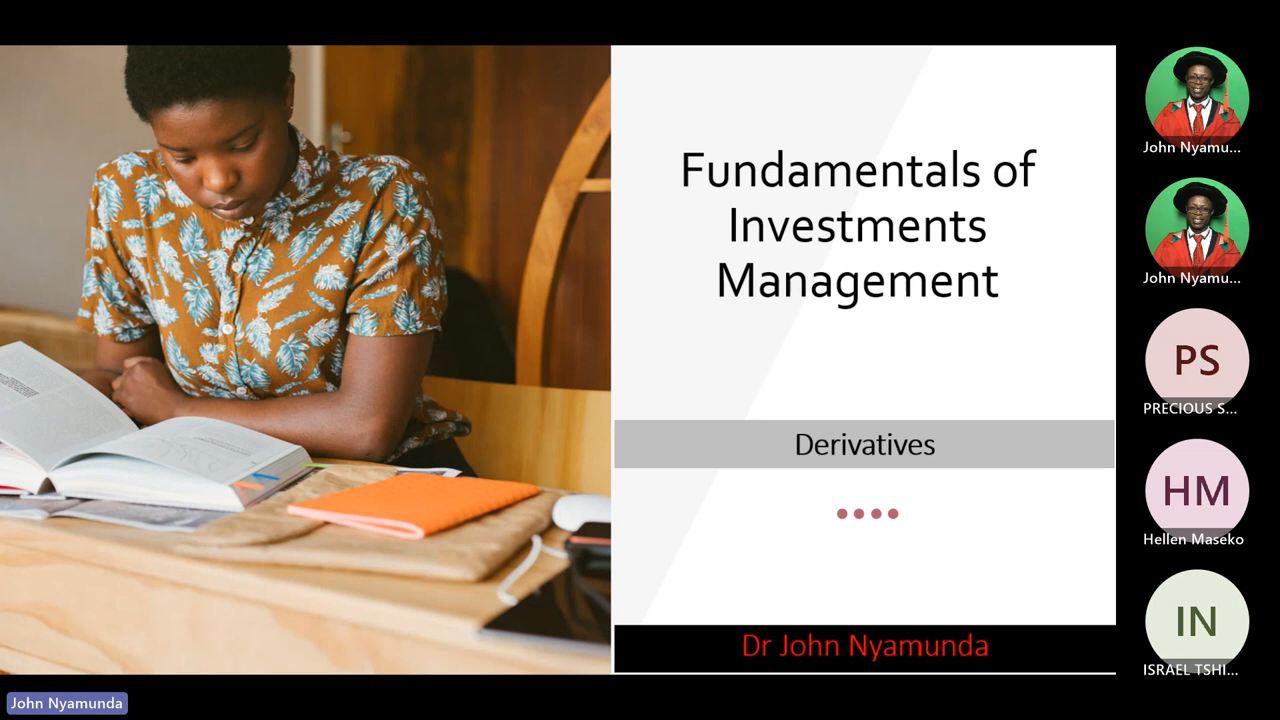 Fundamentals of
Investments
Management
Derivatives
Dr John Nyamunda
John Nyamu...
John Nyamu...
PS
PRECIOUS S...
HM
Hellen Maseko
IN
ISRAEL TSHI...
John Nyamunda